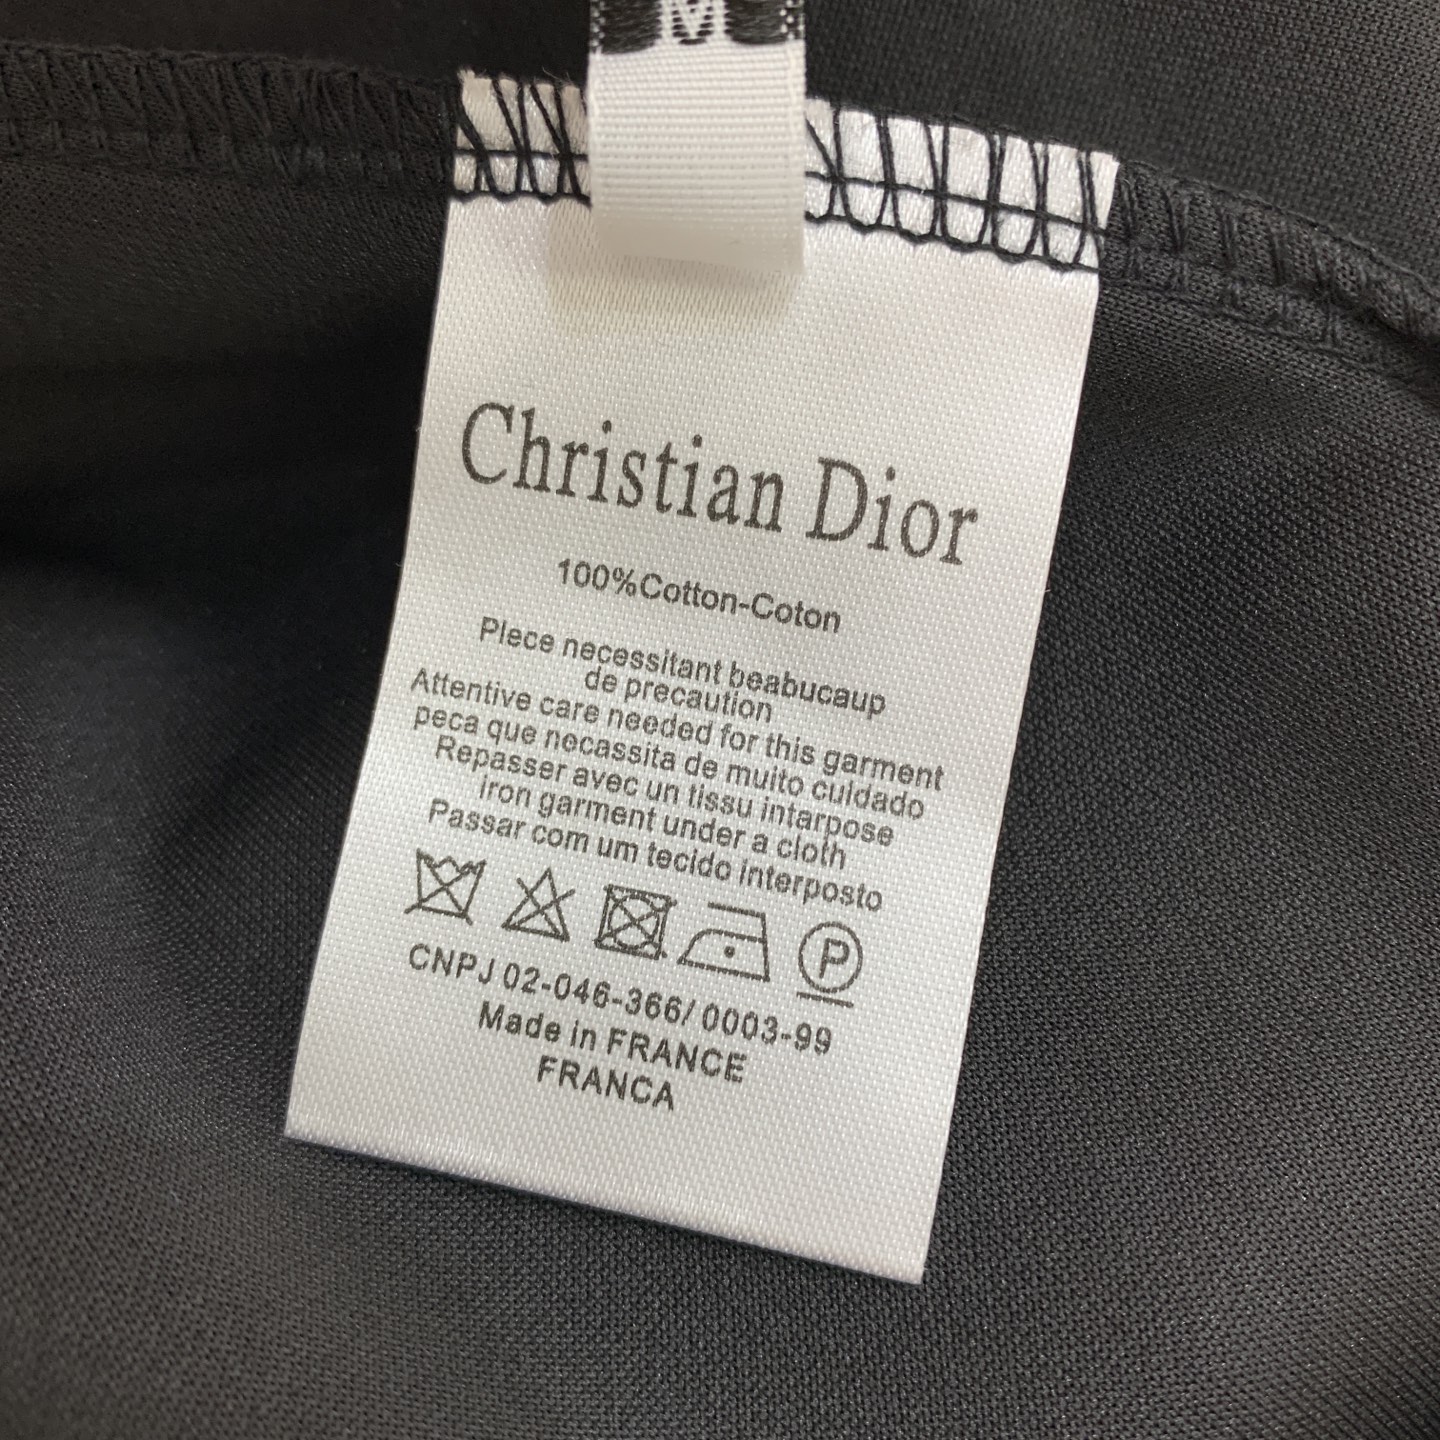 M
Christian Dior
100%Cotton-Coton
Plece necessitant beabucaup
de precaution
Attentive care needed for this garment
peca que necassita de muito culdado
Repasser avec un tissu intarpose
iron garment under a cloth
Passar com um tecido interposto
P
CNPJ 02-046-366/ 0003-99
Made in FRANCE
FRANCA